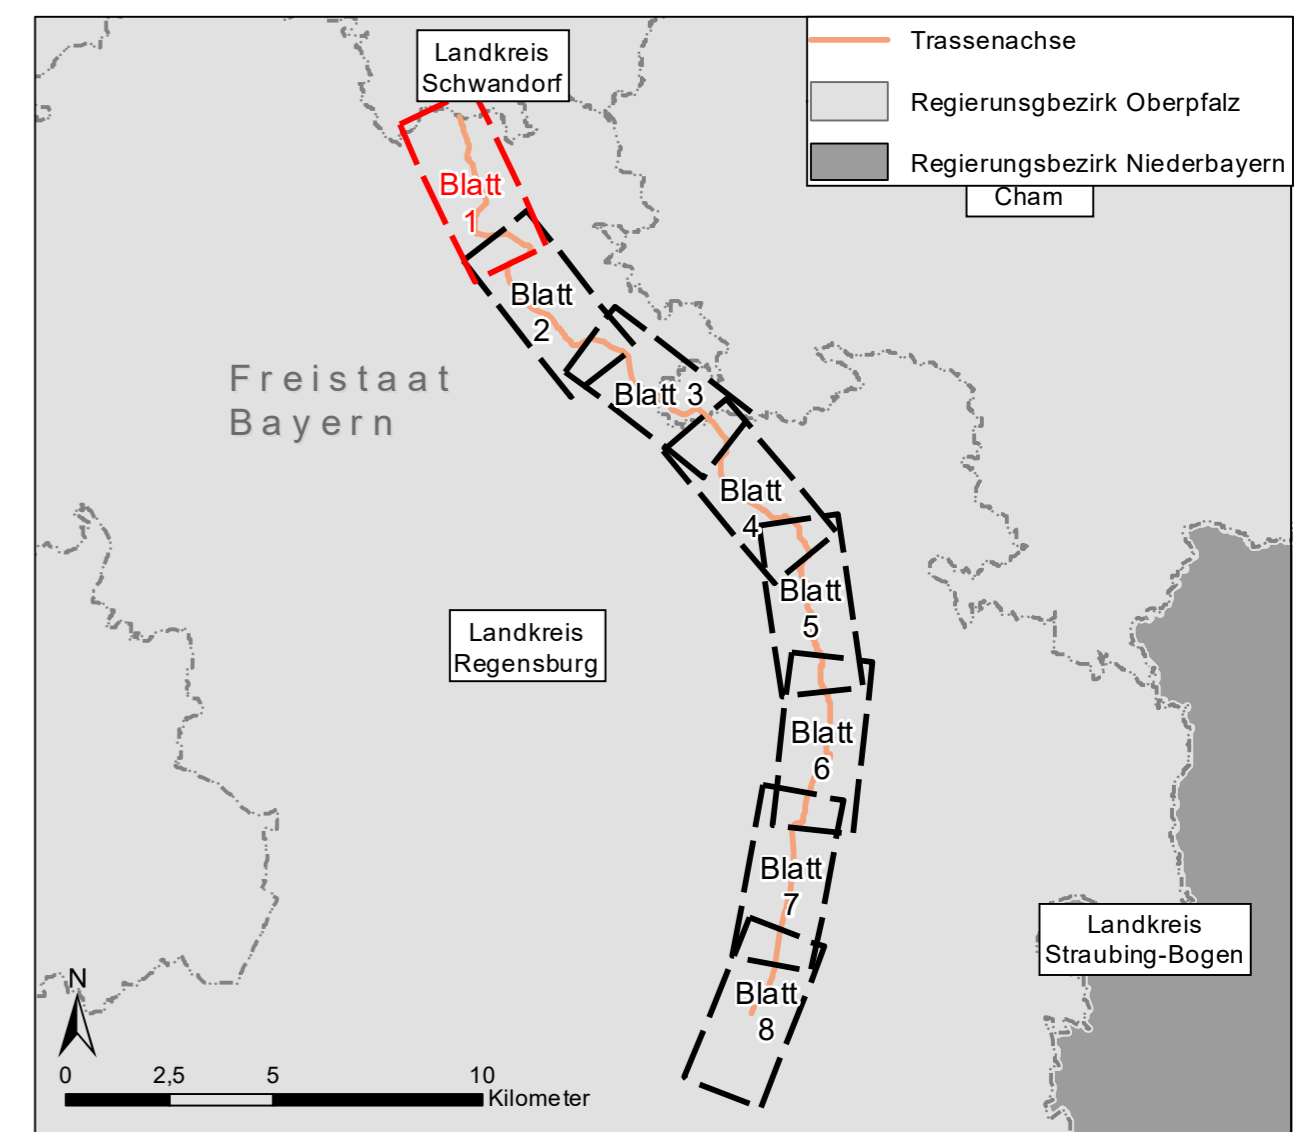 Landkreis
Schwandorf
Trassenachse
Regierunsgbezirk Oberpfalz
Regierungsbezirk Niederbayern
Cham
Blatt
1
Blatt
2
Freistaat
Bayern
Blatt 3
Blatt
4
Blatt
5
Landkreis
Regensburg
Blatt
6
Blatt
7
Landkreis
Straubing-Bogen
Blatt
8
N
0 2,5 5 10
Kilometer